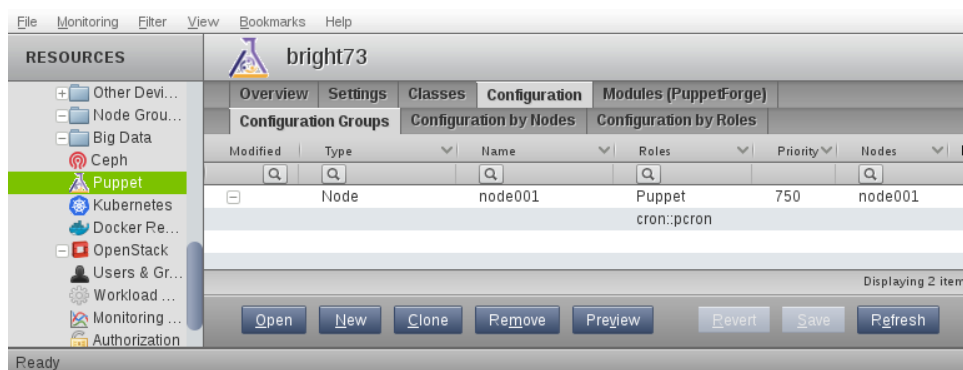 File Monitoring Filter View Bookmarks Help
RESOURCES
bright73
Other Devi...
Node Grou...
Big Data
Ceph
Puppet
Kubernetes
Docker Re...
OpenStack
Users & Gr...
Workload ...
Monitoring ...
Authorization
Overview Settings Classes Configuration Modules (PuppetForge)
Configuration Groups Configuration by Nodes Configuration by Roles
Modified Type Name Roles Priority Nodes
Node node001 Puppet 750 node001
cron::pcron
Displaying 2 item
Open New Clone Remove Preview Revert Save Refresh
Ready